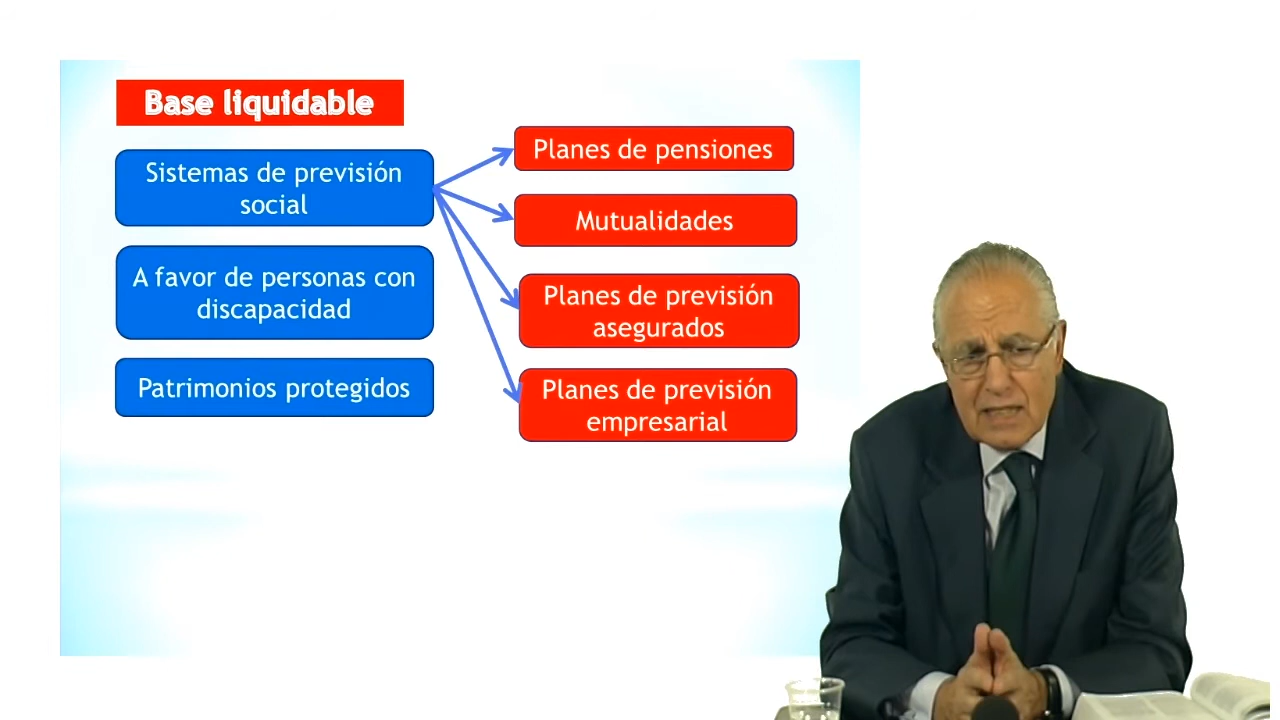 Base liquidable
Sistemas de previsión
social
A favor de personas con
discapacidad
Patrimonios protegidos
Planes de pensiones
Mutualidades
Planes de previsión
asegurados
Planes de previsión
empresarial